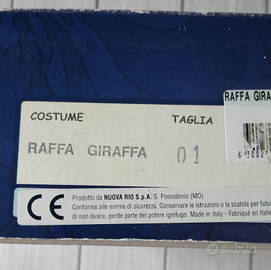 COSTUME TAGLIA
RAFFA GIRAFFA 01
RAFFA GIRA
CE Prodotto da NUOVA RIO S.p.A. S. Possidonio (MO)
Conforme alle norme di sicurezza. Conservare le istruzioni o la scatola per futur
di non lavare, perde parte del potere ignifugo. Made in Italy - Fabriqué en Italie
Subito